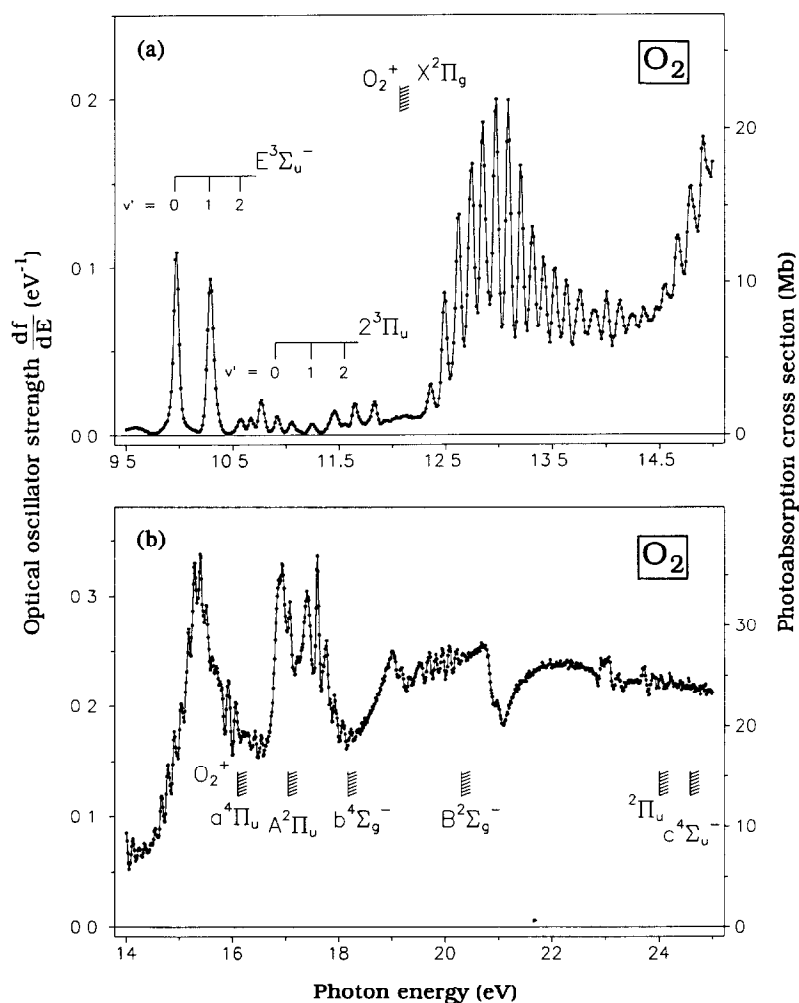 (a)
O₂
O₂⁺ X²Πg
E³Σu⁻
v' = 0 1 2
2³Πu
v' = 0 1 2
0 2
0 1
0 0
20
10
0
9 5 10.5 11.5 12.5 13.5 14.5
Optical oscillator strength df/dE (eV⁻¹)
Photoabsorption cross section (Mb)
(b)
O₂
0 3
0 2
0 1
0 0
30
20
10
0
O₂⁺
a⁴Πu A²Πu b⁴Σg⁻ B²Σg⁻ ²Πu c⁴Σu⁻
14 16 18 20 22 24
Photon energy (eV)